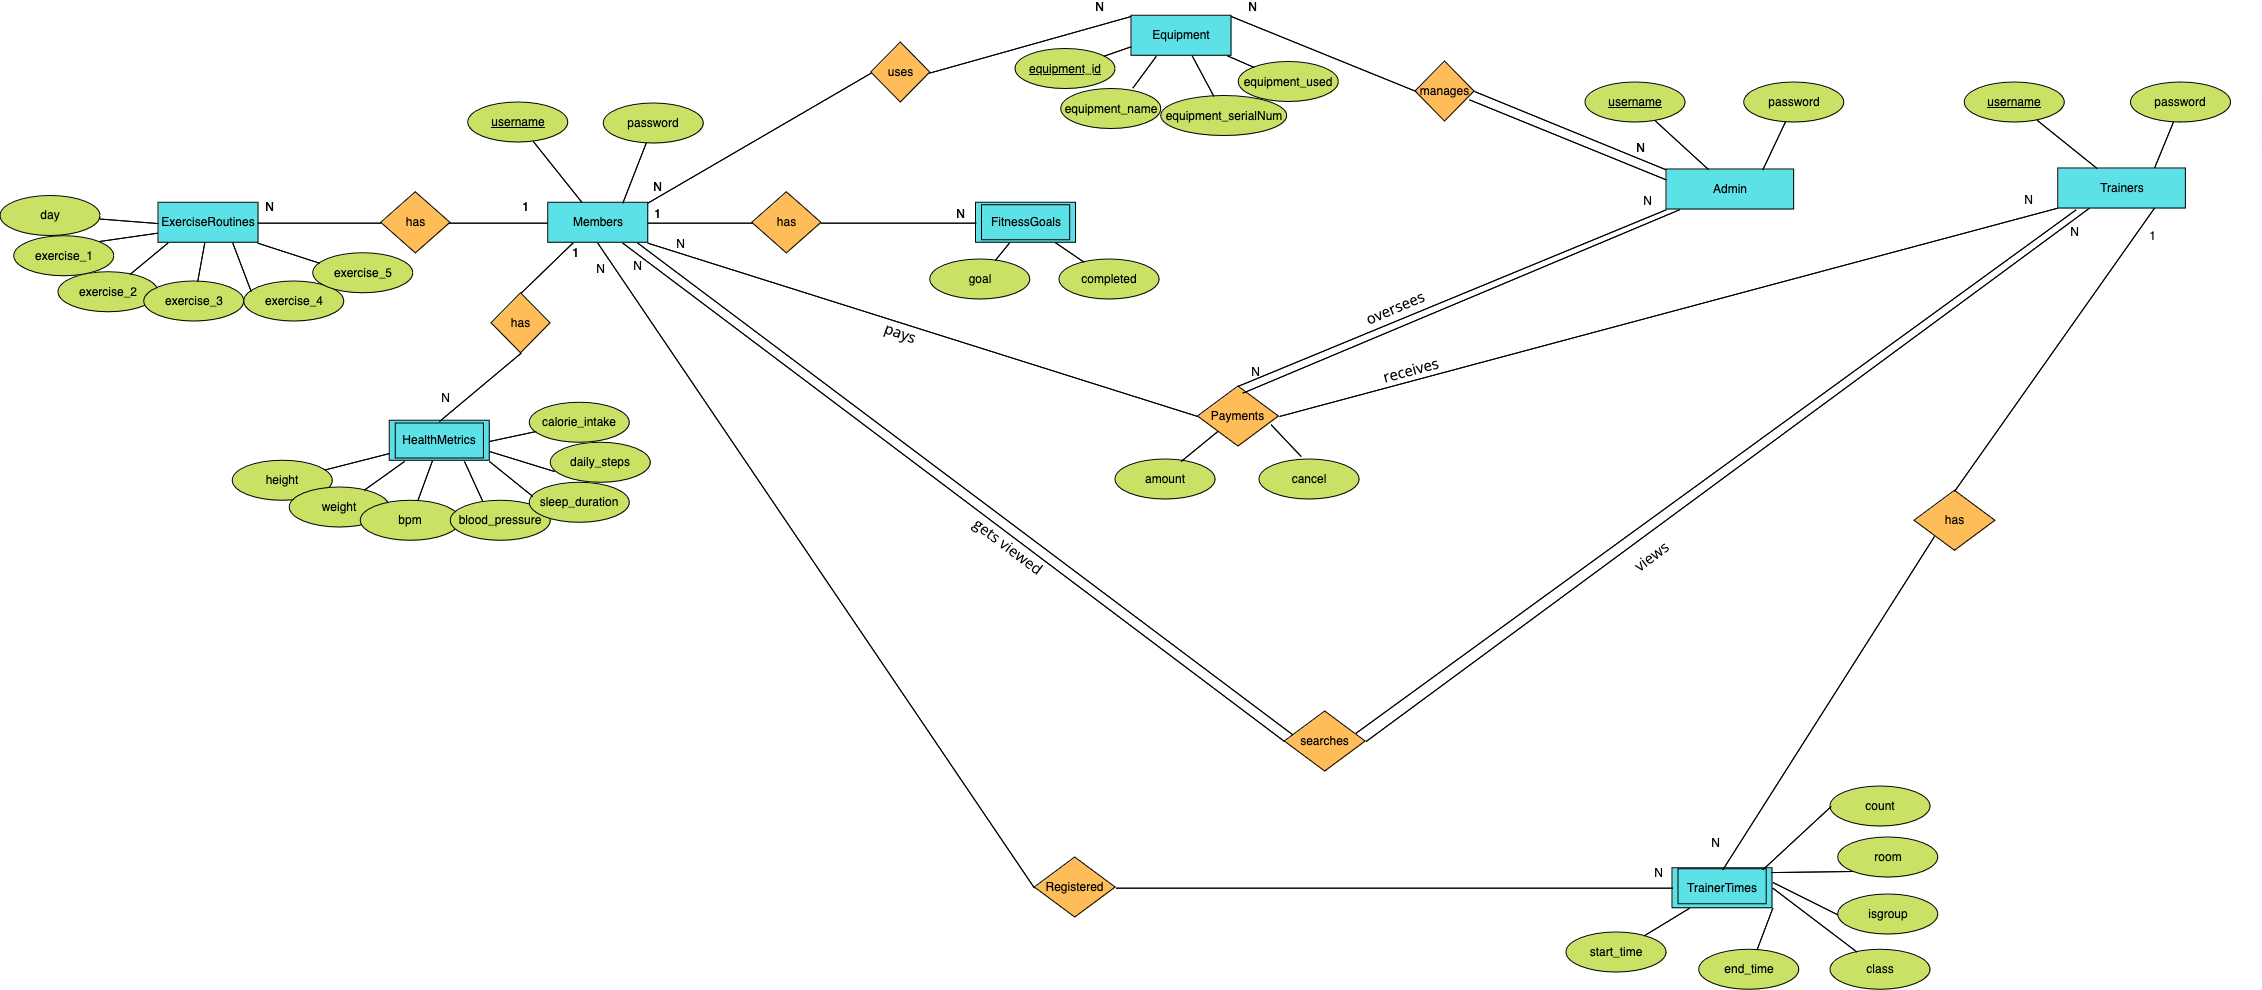 N
N
Equipment
uses
equipment_id
equipment_used
manages
equipment_name
equipment_serialNum
username
password
username
password
username
password
N
N
Admin
Trainers
day
ExerciseRoutines
N
has
1
Members
1
has
N
FitnessGoals
N
N
exercise_1
exercise_2
exercise_3
exercise_4
exercise_5
1
N
N
N
goal
completed
N
1
has
pays
oversees
receives
N
N
Payments
amount
cancel
HealthMetrics
calorie_intake
daily_steps
sleep_duration
height
weight
bpm
blood_pressure
gets viewed
views
has
searches
count
room
N
N
Registered
TrainerTimes
isgroup
start_time
end_time
class